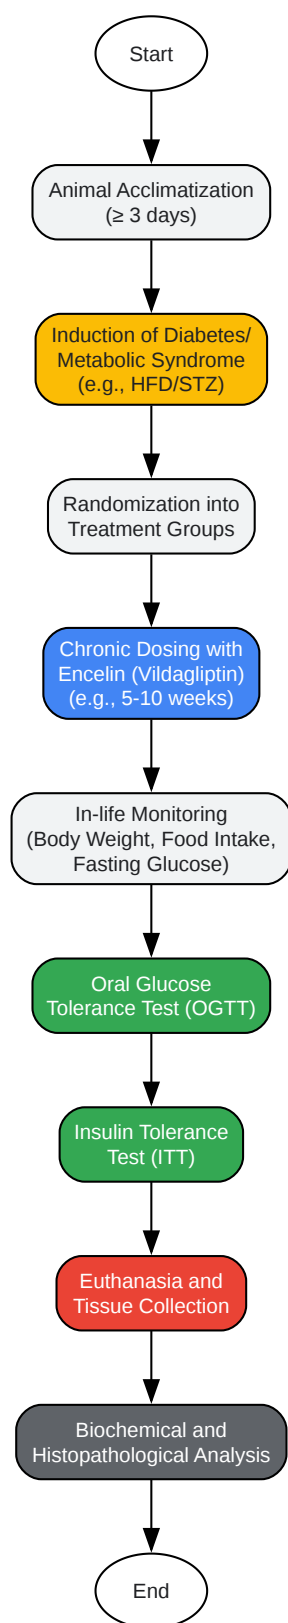 Start
Animal Acclimatization
(≥ 3 days)
Induction of Diabetes/
Metabolic Syndrome
(e.g., HFD/STZ)
Randomization into
Treatment Groups
Chronic Dosing with
Encelin (Vildagliptin)
(e.g., 5-10 weeks)
In-life Monitoring
(Body Weight, Food Intake,
Fasting Glucose)
Oral Glucose
Tolerance Test (OGTT)
Insulin Tolerance
Test (ITT)
Euthanasia and
Tissue Collection
Biochemical and
Histopathological Analysis
End